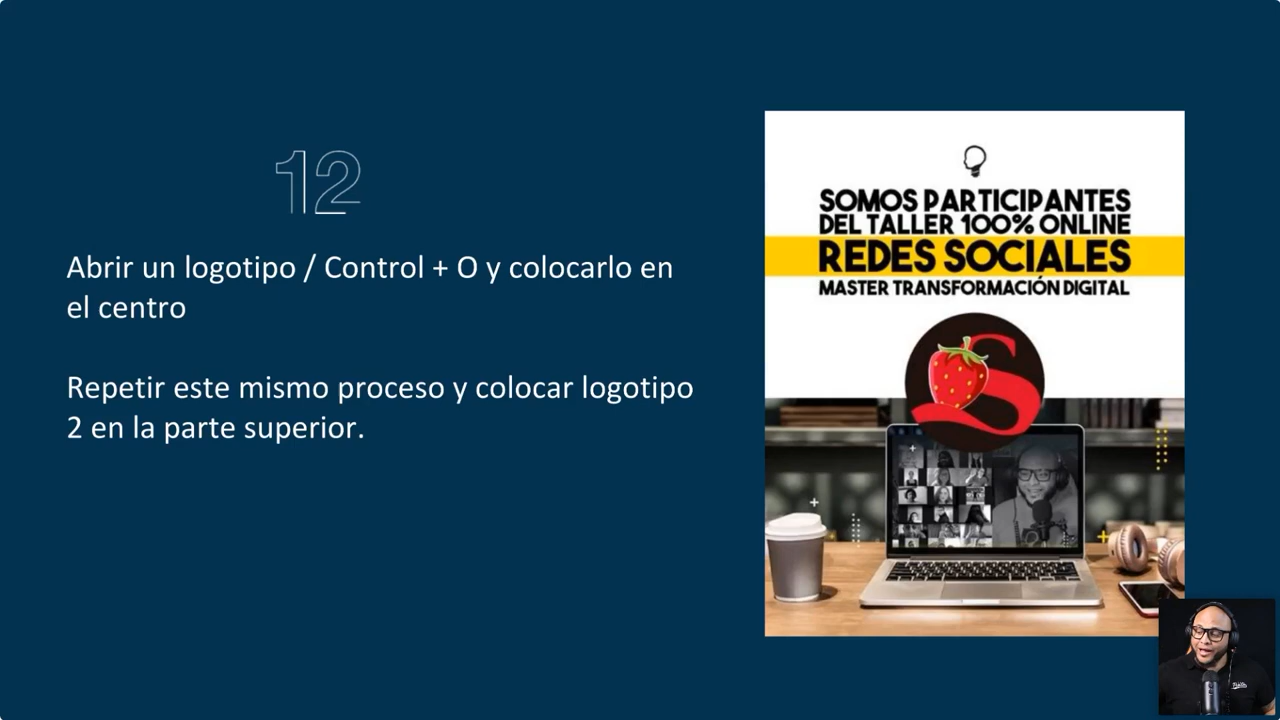 12
Abrir un logotipo / Control + O y colocarlo en
el centro
Repetir este mismo proceso y colocar logotipo
2 en la parte superior.
SOMOS PARTICIPANTES
DEL TALLER 100% ONLINE
REDES SOCIALES
MASTER TRANSFORMACIÓN DIGITAL
S